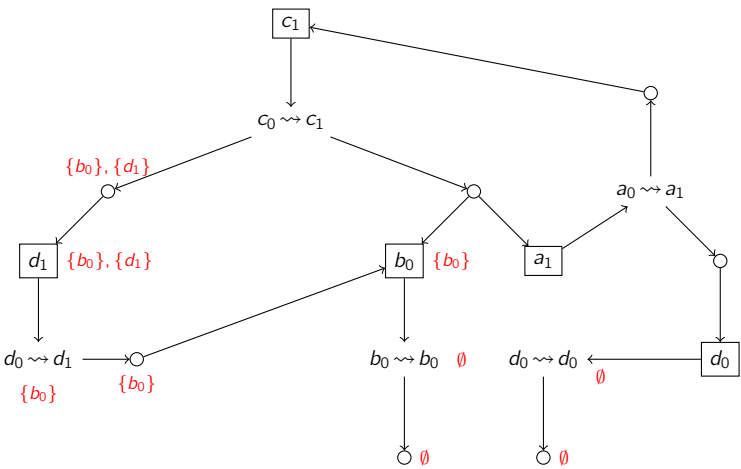 c₁
c₀ ⇝ c₁
{b₀}, {d₁}
a₀ ⇝ a₁
d₁ {b₀}, {d₁}
b₀ {b₀}
a₁
d₀ ⇝ d₁
b₀ ⇝ b₀ ∅
d₀ ⇝ d₀
d₀
∅
{b₀}
{b₀}
∅
∅